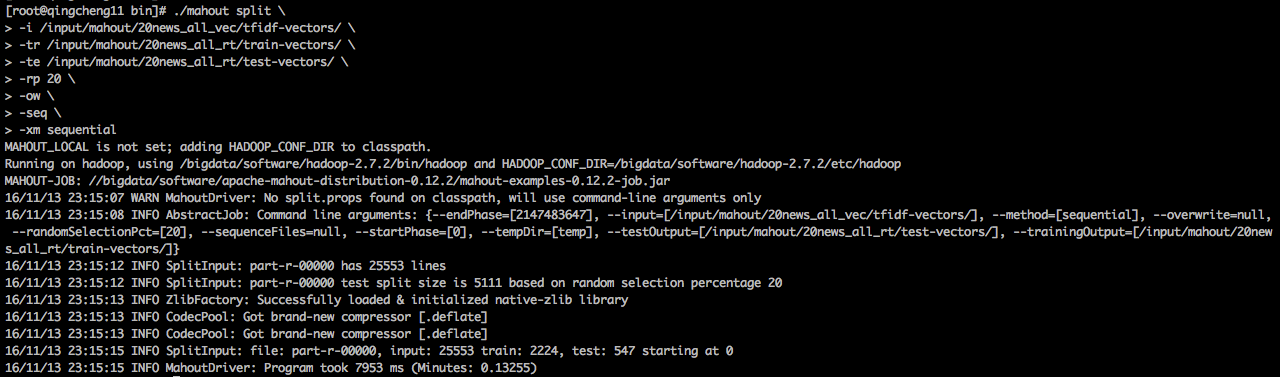 [root@qingcheng11 bin]# ./mahout split \
> -i /input/mahout/20news_all_vec/tfidf-vectors/ \
> -tr /input/mahout/20news_all_rt/train-vectors/ \
> -te /input/mahout/20news_all_rt/test-vectors/ \
> -rp 20 \
> -ow \
> -seq \
> -xm sequential
MAHOUT_LOCAL is not set; adding HADOOP_CONF_DIR to classpath.
Running on hadoop, using /bigdata/software/hadoop-2.7.2/bin/hadoop and HADOOP_CONF_DIR=/bigdata/software/hadoop-2.7.2/etc/hadoop
MAHOUT-JOB: //bigdata/software/apache-mahout-distribution-0.12.2/mahout-examples-0.12.2-job.jar
16/11/13 23:15:07 WARN MahoutDriver: No split.props found on classpath, will use command-line arguments only
16/11/13 23:15:08 INFO AbstractJob: Command line arguments: {--endPhase=[2147483647], --input=[/input/mahout/20news_all_vec/tfidf-vectors/], --method=[sequential], --overwrite=null,
--randomSelectionPct=[20], --sequenceFiles=null, --startPhase=[0], --tempDir=[temp], --testOutput=[/input/mahout/20news_all_rt/test-vectors/], --trainingOutput=[/input/mahout/20new
s_all_rt/train-vectors/]}
16/11/13 23:15:12 INFO SplitInput: part-r-00000 has 25553 lines
16/11/13 23:15:12 INFO SplitInput: part-r-00000 test split size is 5111 based on random selection percentage 20
16/11/13 23:15:13 INFO ZlibFactory: Successfully loaded & initialized native-zlib library
16/11/13 23:15:13 INFO CodecPool: Got brand-new compressor [.deflate]
16/11/13 23:15:13 INFO CodecPool: Got brand-new compressor [.deflate]
16/11/13 23:15:15 INFO SplitInput: file: part-r-00000, input: 25553 train: 2224, test: 547 starting at 0
16/11/13 23:15:15 INFO MahoutDriver: Program took 7953 ms (Minutes: 0.13255)